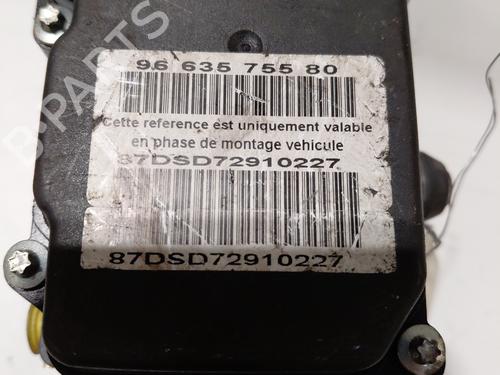 B-PARTS
96 635 755 80
Cette reference est uniquement valable
en phase de montage vehicule
87DSD72910227
87DSD72910227